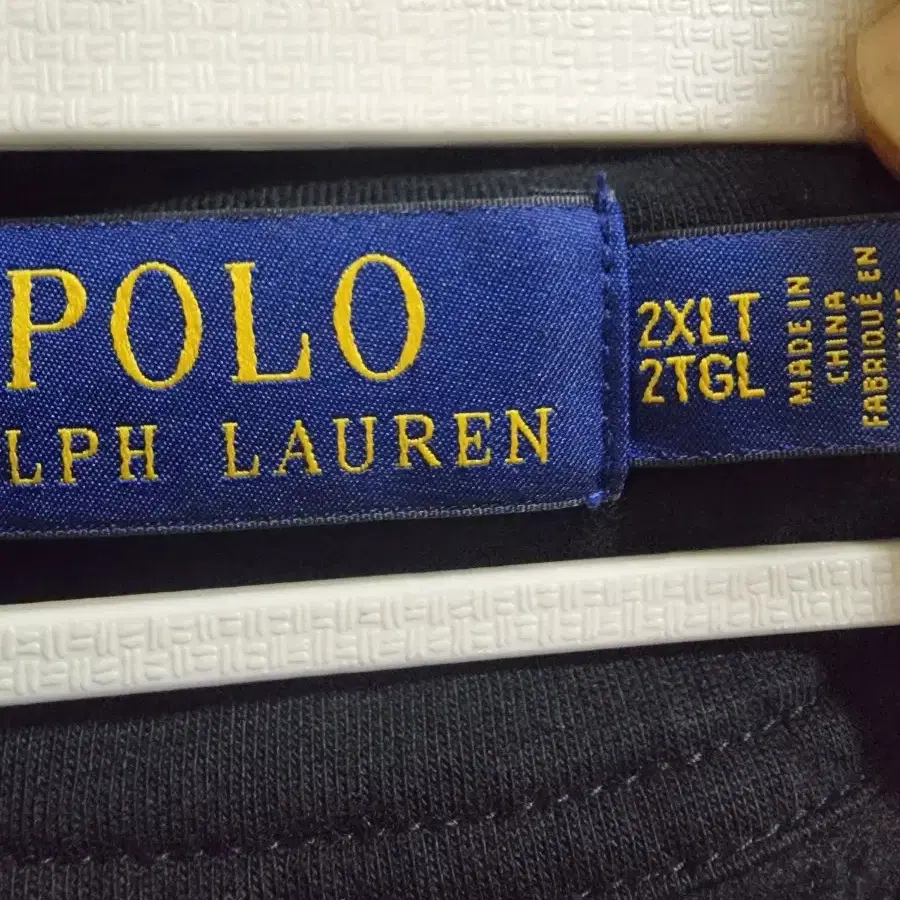 POLO
LPH LAUREN
2XLT
2TGL
MADE IN
CHINA
FABRIQUÉ EN